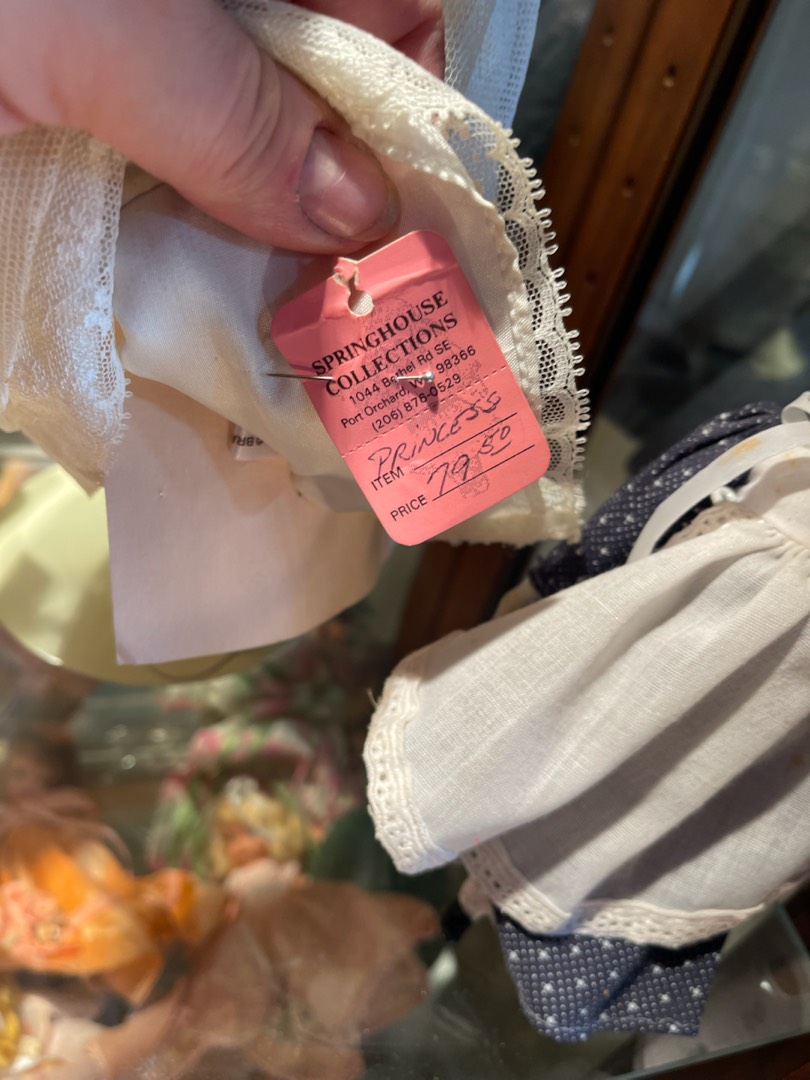 SPRINGHOUSE
COLLECTIONS
1044 Bethel Rd SE
Port Orchard, WA 98366
(206) 876-0529
ITEM PRINCESS
PRICE 79.50